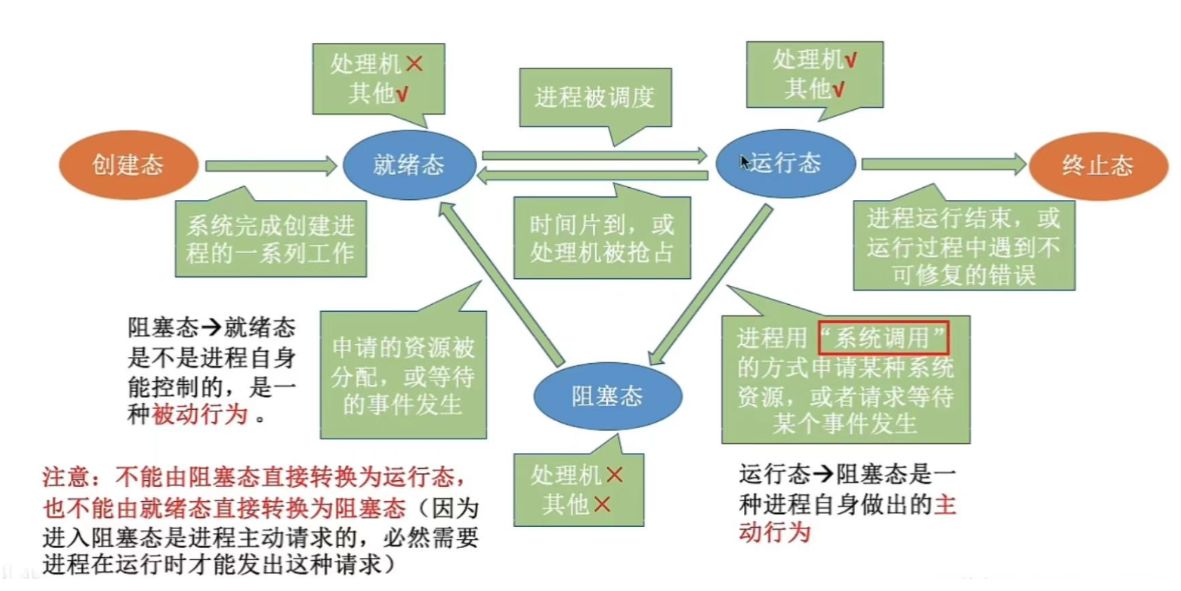 处理机×
其他√
进程被调度
处理机√
其他√
创建态
就绪态
运行态
终止态
系统完成创建进
程的一系列工作
时间片到，或
处理机被抢占
进程运行结束，或
运行过程中遇到不
可修复的错误
阻塞态→就绪态
是不是进程自身
能控制的，是一
种被动行为。
申请的资源被
分配，或等待
的事件发生
阻塞态
进程用“系统调用”
的方式申请某种系统
资源，或者请求等待
某个事件发生
处理机×
其他×
运行态→阻塞态是一
种进程自身做出的主
动行为
注意：不能由阻塞态直接转换为运行态，
也不能由就绪态直接转换为阻塞态（因为
进入阻塞态是进程主动请求的，必然需要
进程在运行时才能发出这种请求）